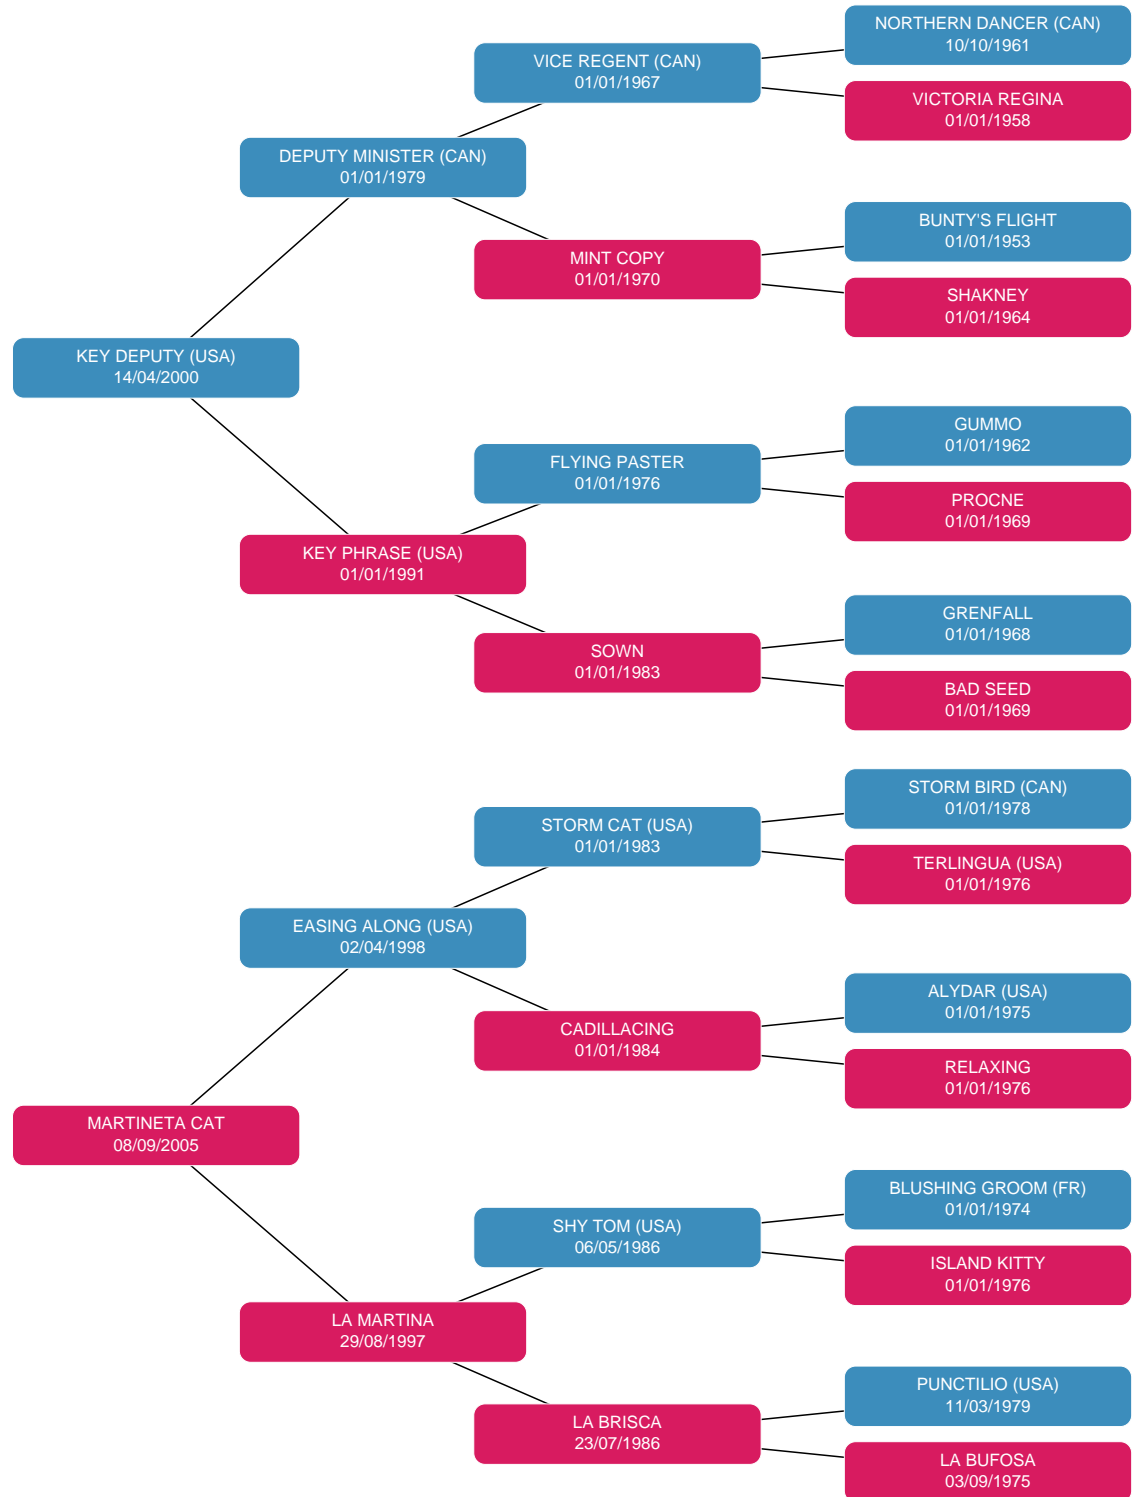 NORTHERN DANCER (CAN)
10/10/1961
VICE REGENT (CAN)
01/01/1967
VICTORIA REGINA
01/01/1958
DEPUTY MINISTER (CAN)
01/01/1979
BUNTY'S FLIGHT
01/01/1953
MINT COPY
01/01/1970
SHAKNEY
01/01/1964
KEY DEPUTY (USA)
14/04/2000
GUMMO
01/01/1962
FLYING PASTER
01/01/1976
PROCNE
01/01/1969
KEY PHRASE (USA)
01/01/1991
GRENFALL
01/01/1968
SOWN
01/01/1983
BAD SEED
01/01/1969
STORM BIRD (CAN)
01/01/1978
STORM CAT (USA)
01/01/1983
TERLINGUA (USA)
01/01/1976
EASING ALONG (USA)
02/04/1998
ALYDAR (USA)
01/01/1975
CADILLACING
01/01/1984
RELAXING
01/01/1976
MARTINETA CAT
08/09/2005
BLUSHING GROOM (FR)
01/01/1974
SHY TOM (USA)
06/05/1986
ISLAND KITTY
01/01/1976
LA MARTINA
29/08/1997
PUNCTILIO (USA)
11/03/1979
LA BRISCA
23/07/1986
LA BUFOSA
03/09/1975